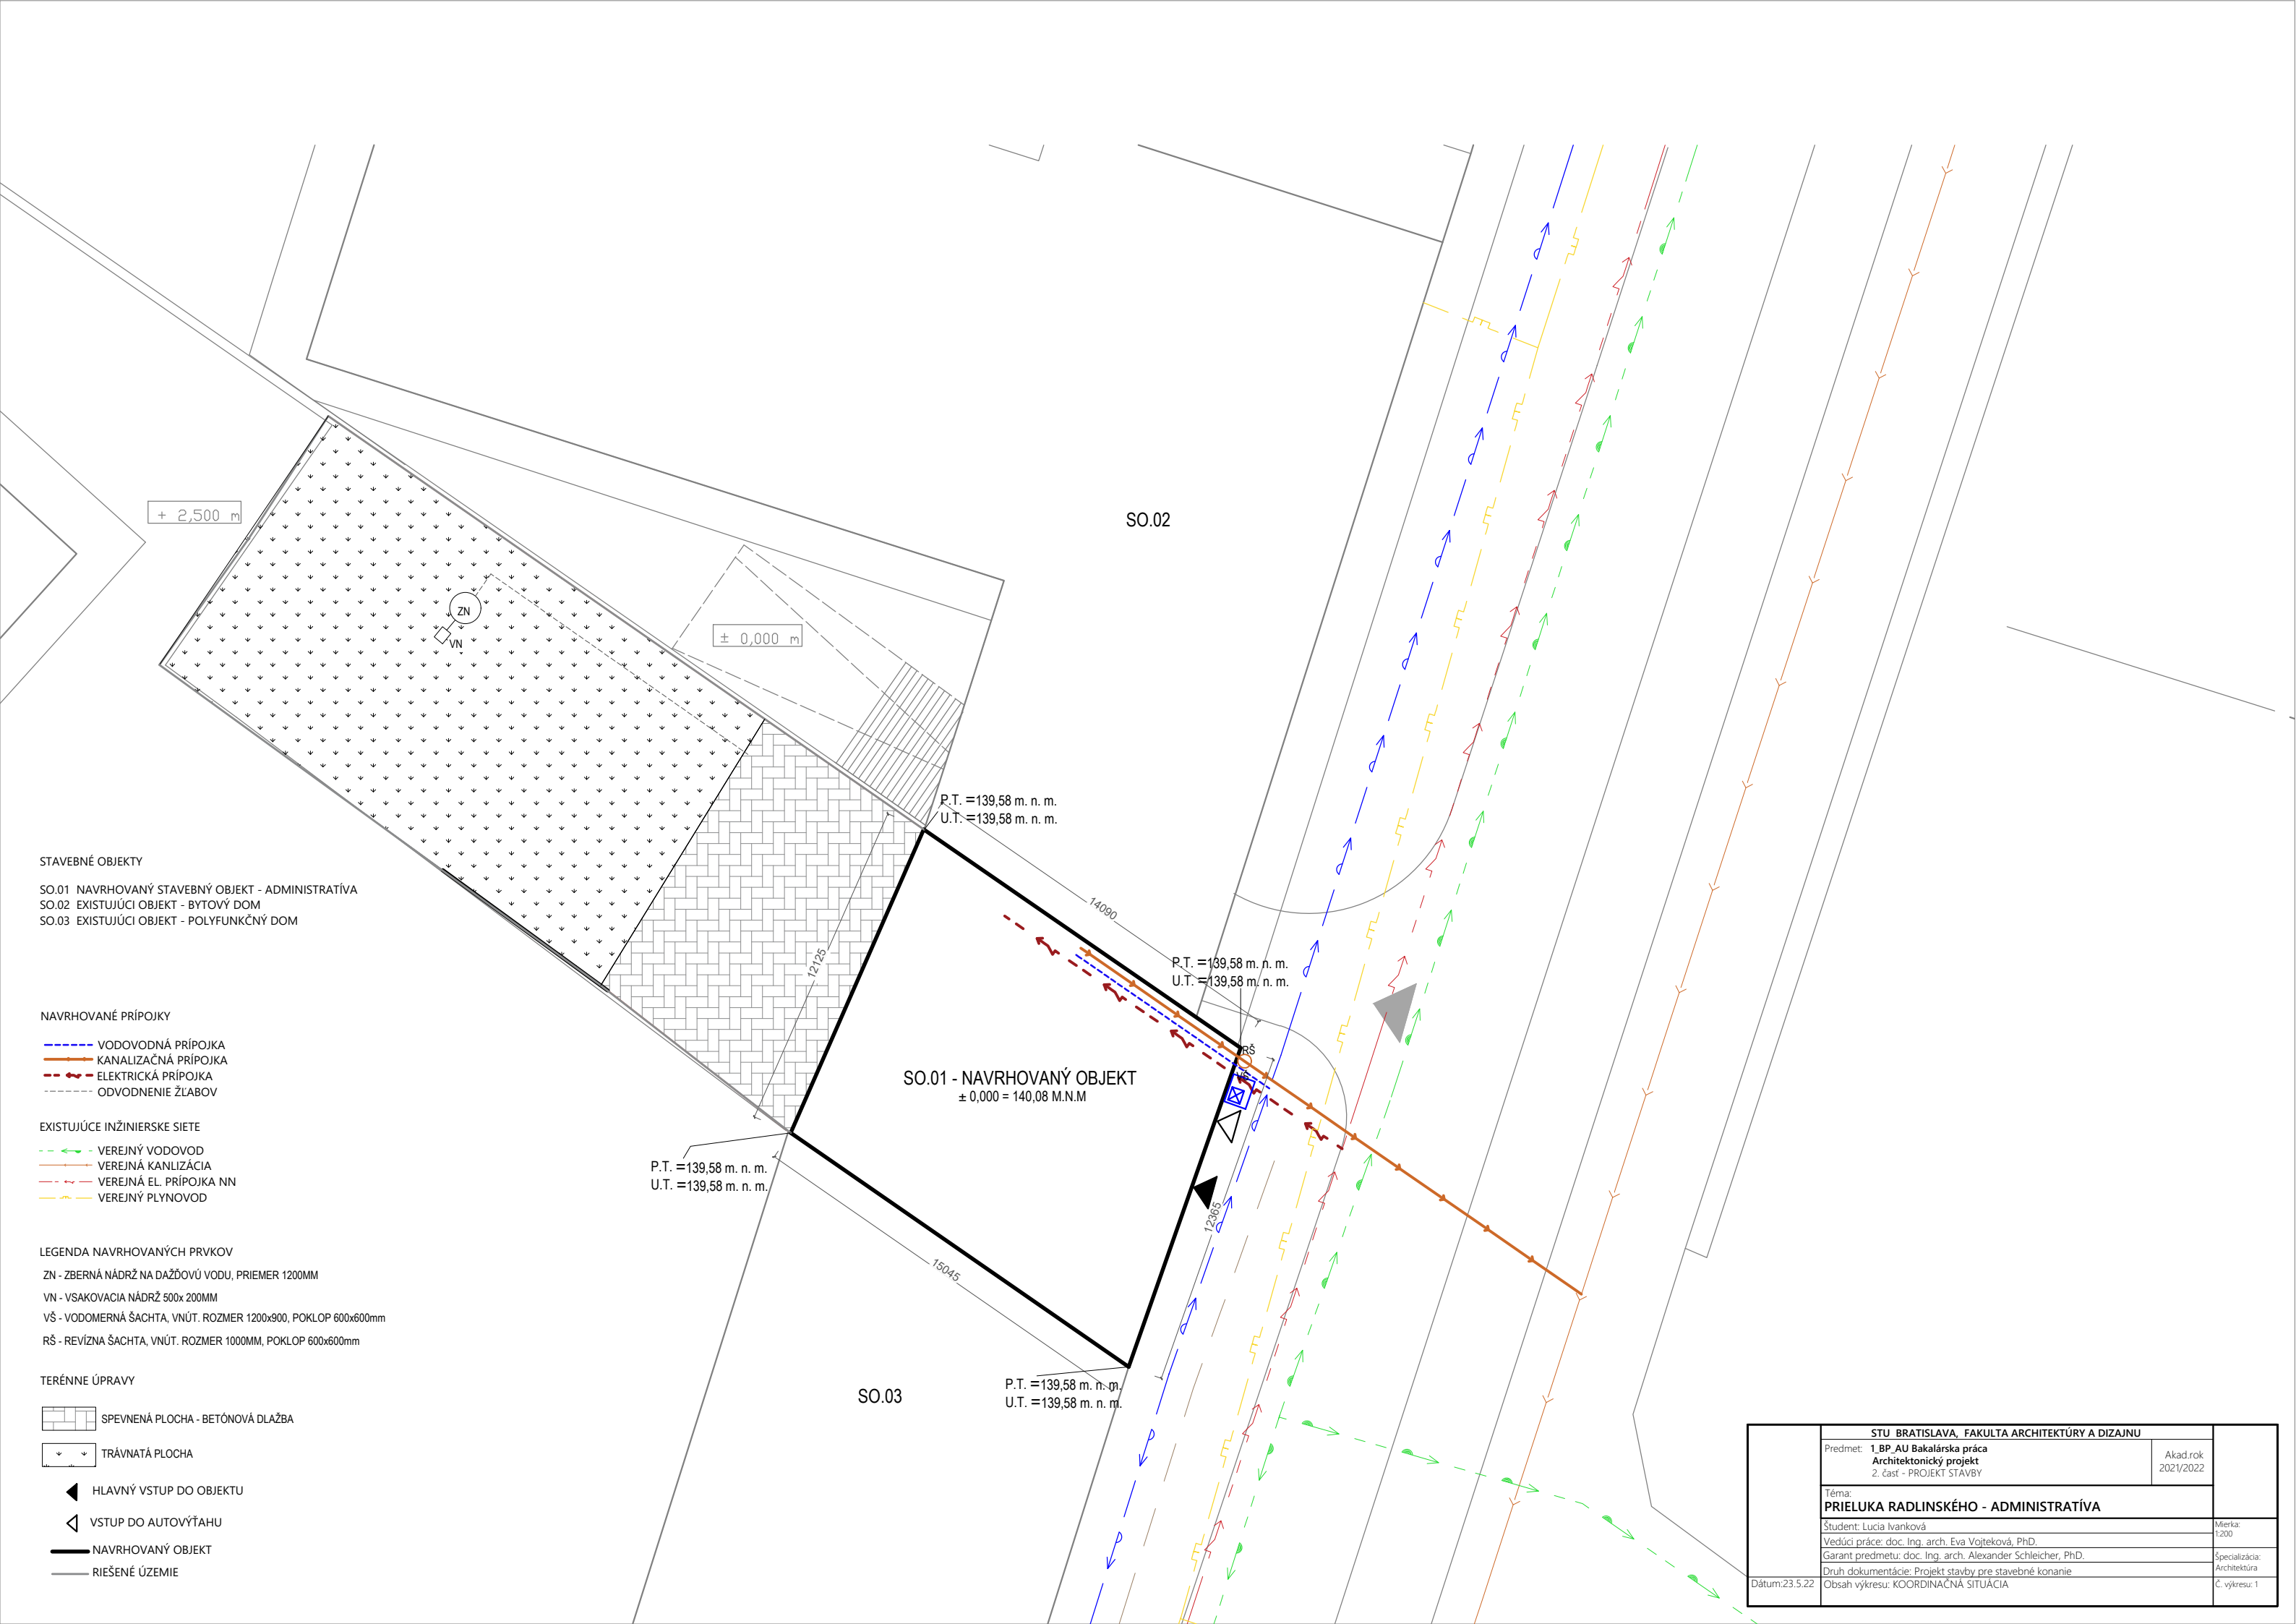 SO.02
+ 2,500 m
ZN
VN
± 0,000 m
P.T. =139,58 m. n. m.
U.T. =139,58 m. n. m.
14090
12125
P.T. =139,58 m. n. m.
U.T. =139,58 m. n. m.
RŠ
VŠ
SO.01 - NAVRHOVANÝ OBJEKT
± 0,000 = 140,08 M.N.M
P.T. =139,58 m. n. m.
U.T. =139,58 m. n. m.
12365
15045
P.T. =139,58 m. n. m.
U.T. =139,58 m. n. m.
SO.03
STAVEBNÉ OBJEKTY
SO.01 NAVRHOVANÝ STAVEBNÝ OBJEKT - ADMINISTRATÍVA
SO.02 EXISTUJÚCI OBJEKT - BYTOVÝ DOM
SO.03 EXISTUJÚCI OBJEKT - POLYFUNKČNÝ DOM
NAVRHOVANÉ PRÍPOJKY
VODOVODNÁ PRÍPOJKA
KANALIZAČNÁ PRÍPOJKA
ELEKTRICKÁ PRÍPOJKA
ODVODNENIE ŽĽABOV
EXISTUJÚCE INŽINIERSKE SIETE
VEREJNÝ VODOVOD
VEREJNÁ KANLIZÁCIA
VEREJNÁ EL. PRÍPOJKA NN
VEREJNÝ PLYNOVOD
LEGENDA NAVRHOVANÝCH PRVKOV
ZN - ZBERNÁ NÁDRŽ NA DAŽĎOVÚ VODU, PRIEMER 1200MM
VN - VSAKOVACIA NÁDRŽ 500x 200MM
VŠ - VODOMERNÁ ŠACHTA, VNÚT. ROZMER 1200x900, POKLOP 600x600mm
RŠ - REVÍZNA ŠACHTA, VNÚT. ROZMER 1000MM, POKLOP 600x600mm
TERÉNNE ÚPRAVY
SPEVNENÁ PLOCHA - BETÓNOVÁ DLAŽBA
TRÁVNATÁ PLOCHA
HLAVNÝ VSTUP DO OBJEKTU
VSTUP DO AUTOVÝŤAHU
NAVRHOVANÝ OBJEKT
RIEŠENÉ ÚZEMIE
STU BRATISLAVA, FAKULTA ARCHITEKTÚRY A DIZAJNU
Predmet: 1_BP_AU Bakalárska práca
Architektonický projekt
2. časť - PROJEKT STAVBY
Akad.rok
2021/2022
Téma:
PRIELUKA RADLINSKÉHO - ADMINISTRATÍVA
Študent: Lucia Ivanková
Vedúci práce: doc. Ing. arch. Eva Vojteková, PhD.
Garant predmetu: doc. Ing. arch. Alexander Schleicher, PhD.
Druh dokumentácie: Projekt stavby pre stavebné konanie
Dátum:23.5.22
Obsah výkresu: KOORDINAČNÁ SITUÁCIA
Mierka:
1:200
Špecializácia:
Architektúra
Č. výkresu: 1